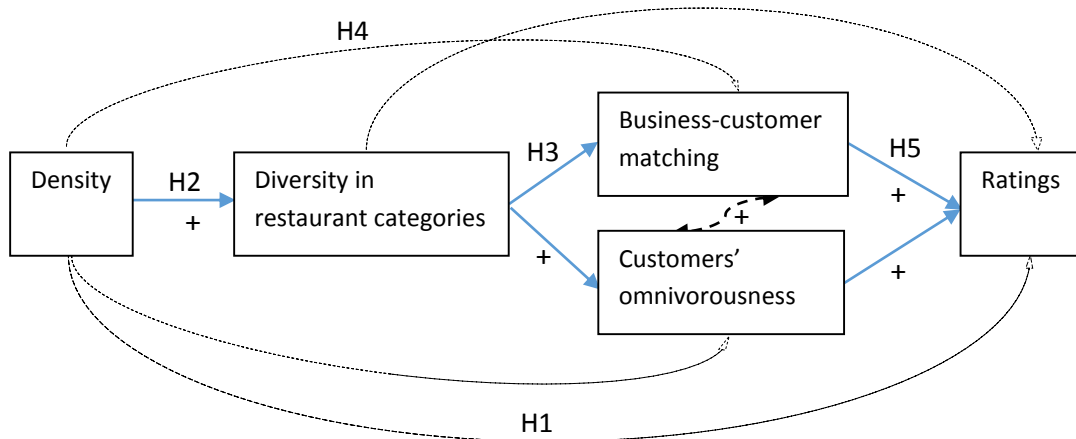 H4
Business-customer
matching
H3
H5
Density
H2
Diversity in
restaurant categories
Ratings
+
+
+
+
Customers’
omnivorousness
+
H1